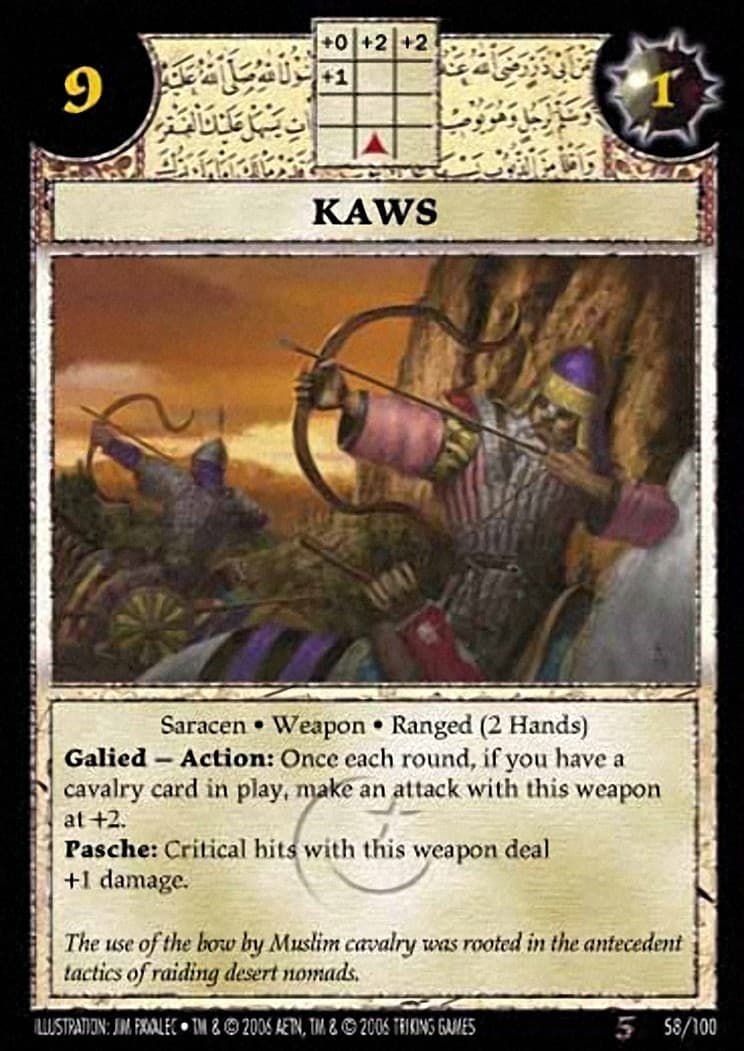 +0 +2 +2
9
+1
1
KAWS
Saracen • Weapon • Ranged (2 Hands)
Galied – Action: Once each round, if you have a
cavalry card in play, make an attack with this weapon
at +2.
Pasche: Critical hits with this weapon deal
+1 damage.
The use of the bow by Muslim cavalry was rooted in the antecedent
tactics of raiding desert nomads.
ILLUSTRATION: JIM PAVALEC • TM & © 2006 AETN, TM & © 2006 TRIKING GAMES 5 58/100